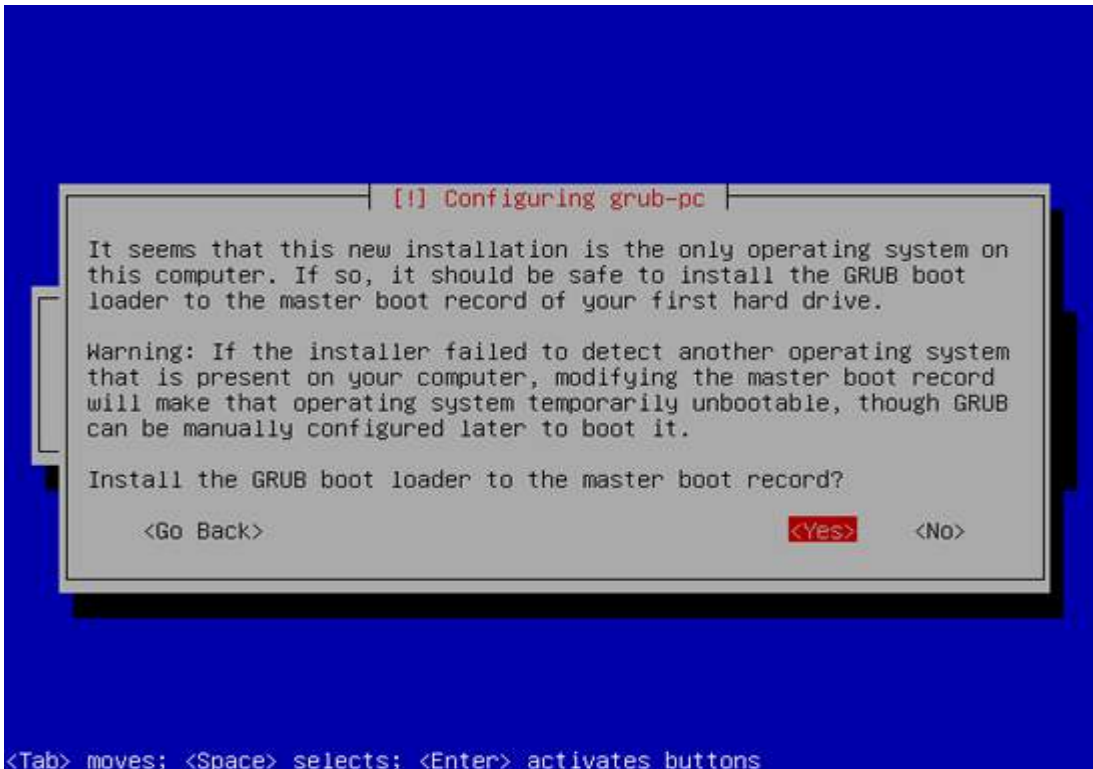 [!] Configuring grub-pc
It seems that this new installation is the only operating system on
this computer. If so, it should be safe to install the GRUB boot
loader to the master boot record of your first hard drive.
Warning: If the installer failed to detect another operating system
that is present on your computer, modifying the master boot record
will make that operating system temporarily unbootable, though GRUB
can be manually configured later to boot it.
Install the GRUB boot loader to the master boot record?
<Go Back> <Yes> <No>
<Tab> moves; <Space> selects; <Enter> activates buttons